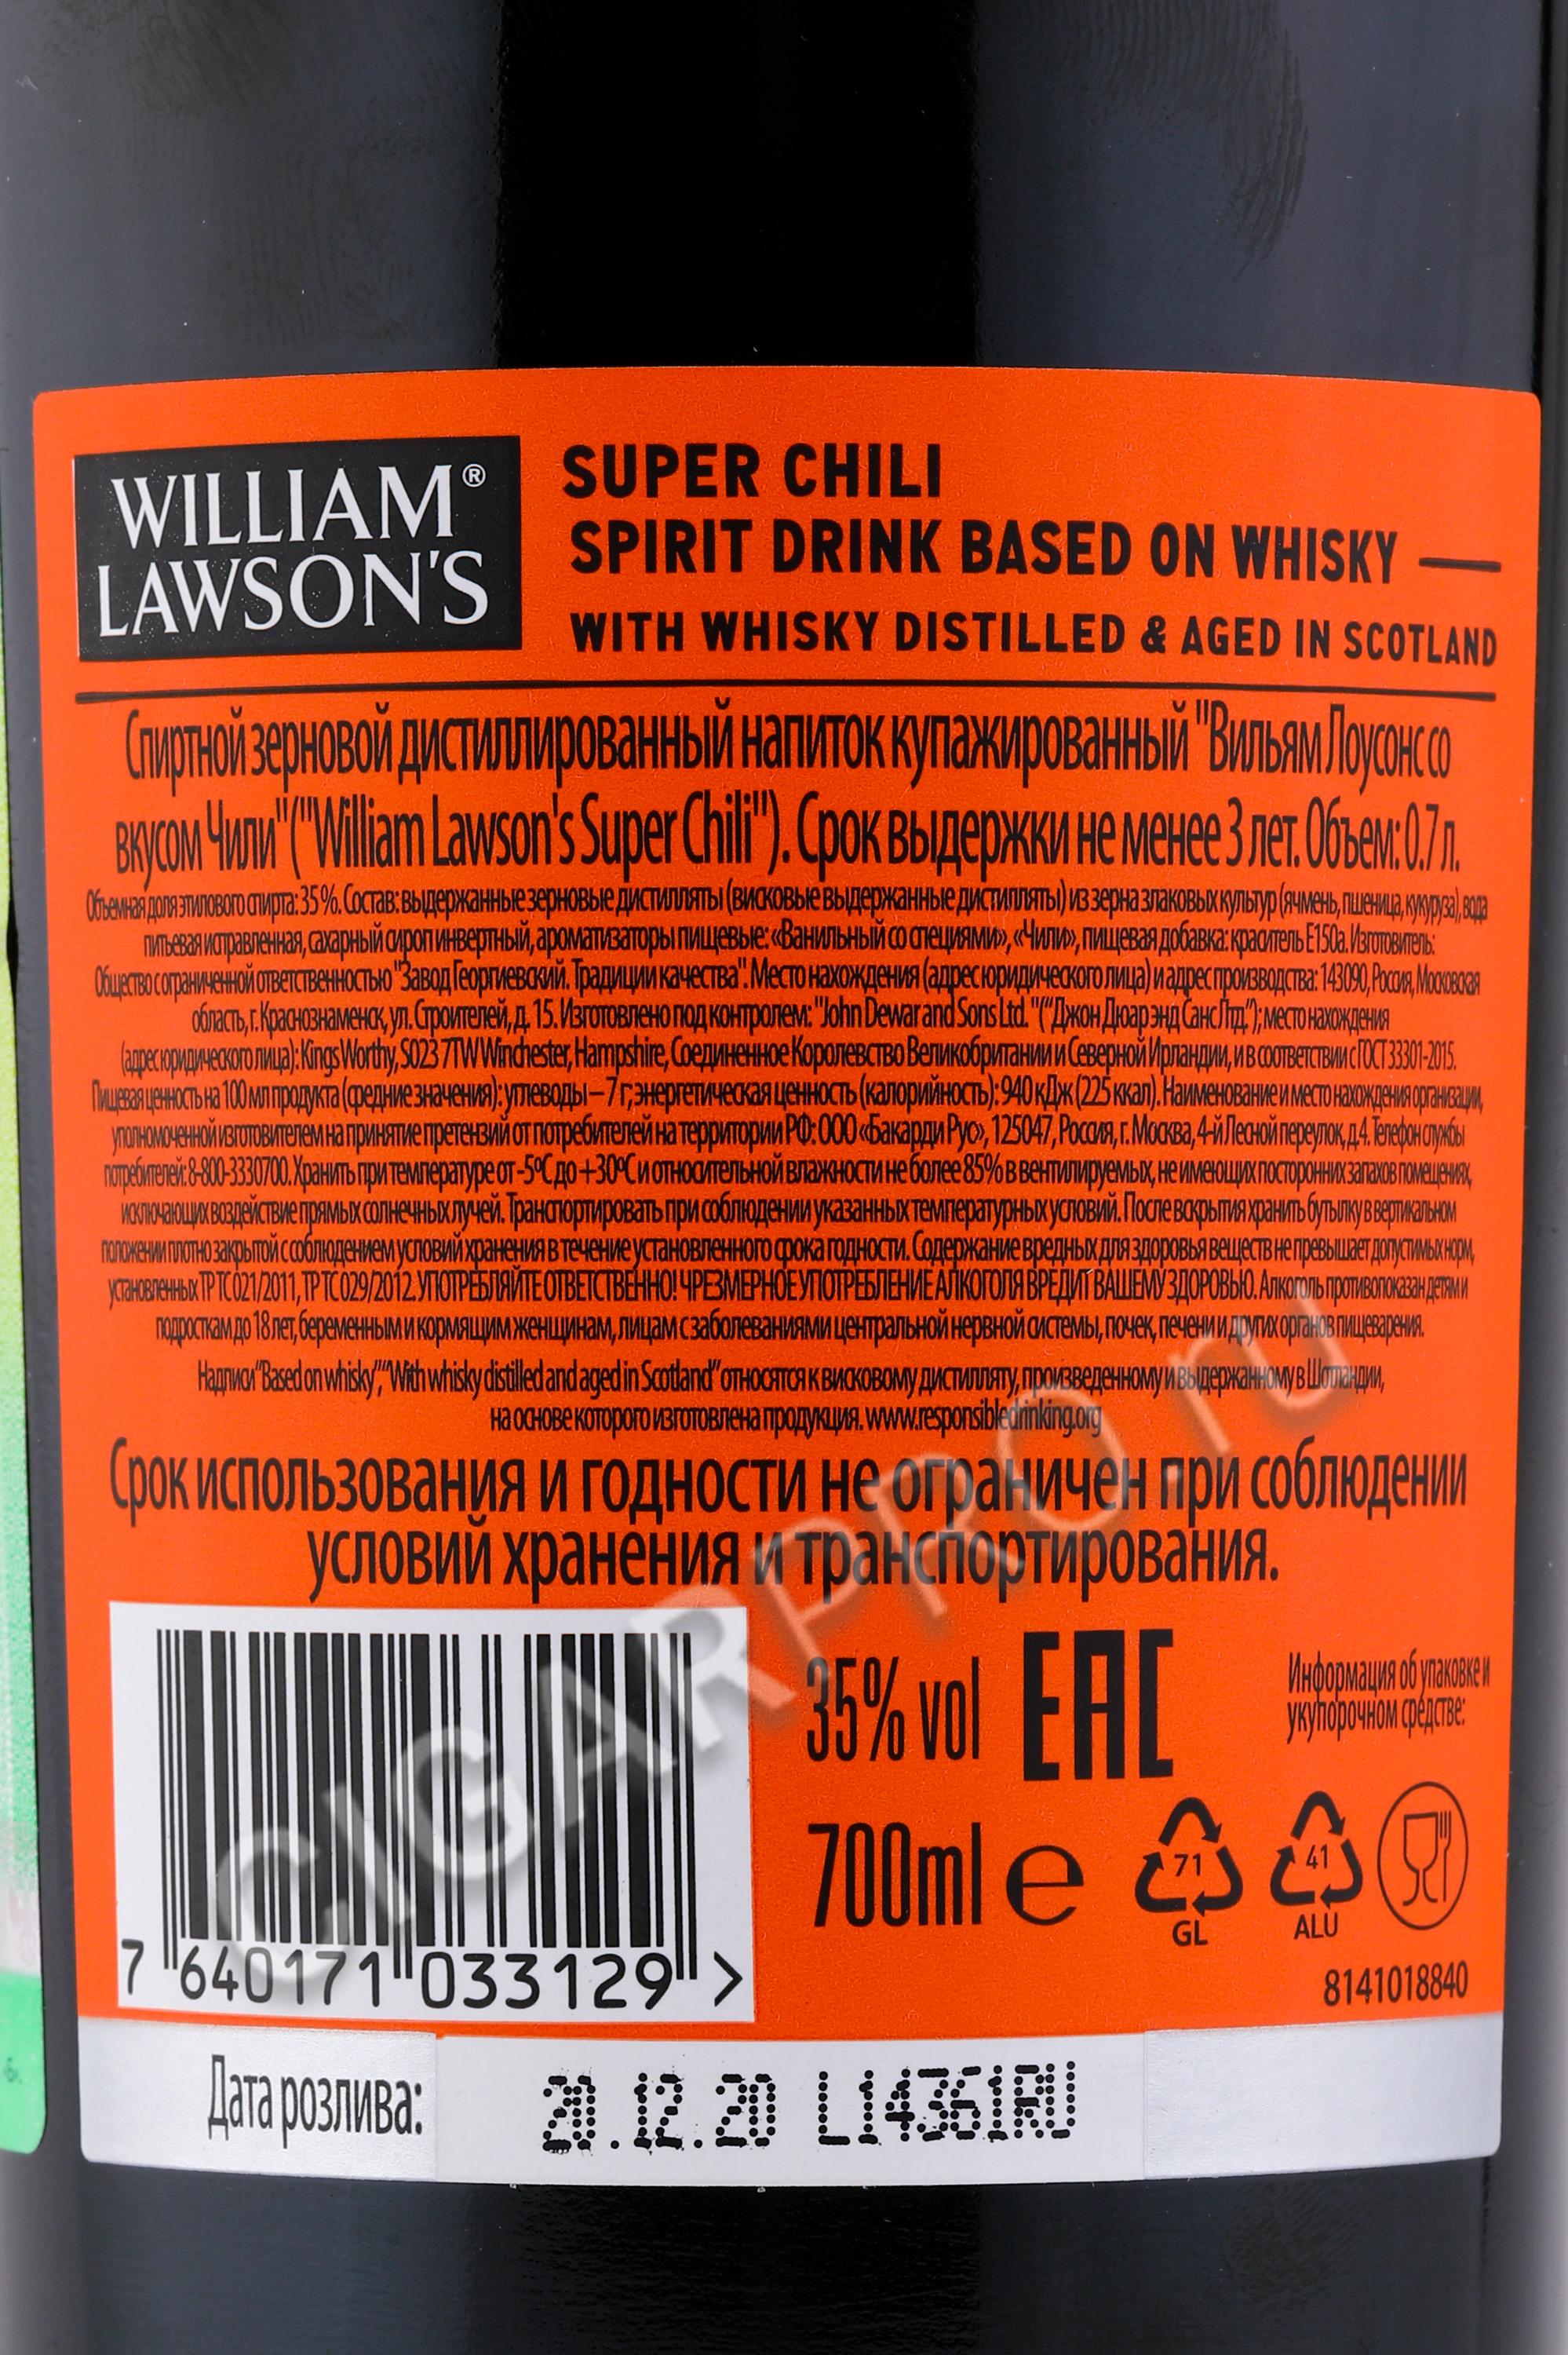 WILLIAM®
LAWSON'S
SUPER CHILI
SPIRIT DRINK BASED ON WHISKY —
WITH WHISKY DISTILLED & AGED IN SCOTLAND
Спиртной зерновой дистиллированный напиток купажированный "Вильям Лоусонс со
вкусом Чили"("William Lawson's Super Chili"). Срок выдержки не менее 3 лет. Объем: 0.7 л.
Объемная доля этилового спирта: 35 %. Состав: выдержанные зерновые дистилляты (висковые выдержанные дистилляты) из зерна злаковых культур (ячмень, пшеница, кукуруза), вода
питьевая исправленная, сахарный сироп инвертный, ароматизаторы пищевые: «Ванильный со специями», «Чили», пищевая добавка: краситель Е150а. Изготовитель:
Общество с ограниченной ответственностью "Завод Георгиевский. Традиции качества". Место нахождения (адрес юридического лица) и адрес производства: 143090, Россия, Московская
область, г. Краснознаменск, ул. Строителей, д. 15. Изготовлено под контролем: "John Dewar and Sons Ltd. "("Джон Дюар энд Санс Лтд."); место нахождения
(адрес юридического лица): Kings Worthy, SO23 7TW Winchester, Hampshire, Соединенное Королевство Великобритании и Северной Ирландии, и в соответствии с ГОСТ 33301-2015.
Пищевая ценность на 100 мл продукта (средние значения): углеводы – 7 г; энергетическая ценность (калорийность): 940 кДж (225 ккал). Наименование и место нахождения организации,
уполномоченной изготовителем на принятие претензий от потребителей на территории РФ: ООО «Бакарди Рус», 125047, Россия, г. Москва, 4-й Лесной переулок, д.4. Телефон службы
потребителей: 8-800-3330700. Хранить при температуре от -5ºС до +30ºС и относительной влажности не более 85% в вентилируемых, не имеющих посторонних запахов помещениях,
исключающих воздействие прямых солнечных лучей. Транспортировать при соблюдении указанных температурных условий. После вскрытия хранить бутылку в вертикальном
положении плотно закрытой с соблюдением условий хранения в течение установленного срока годности. Содержание вредных для здоровья веществ не превышает допустимых норм,
установленных ТР ТС 021/2011, ТР ТС 029/2012. УПОТРЕБЛЯЙТЕ ОТВЕТСТВЕННО! ЧРЕЗМЕРНОЕ УПОТРЕБЛЕНИЕ АЛКОГОЛЯ ВРЕДИТ ВАШЕМУ ЗДОРОВЬЮ. Алкоголь противопоказан детям и
подросткам до 18 лет, беременным и кормящим женщинам, лицам с заболеваниями центральной нервной системы, почек, печени и других органов пищеварения.
Надписи "Based on whisky", "With whisky distilled and aged in Scotland" относятся к висковому дистилляту, произведенному и выдержанному в Шотландии,
на основе которого изготовлена продукция. www.responsibledrinking.org
Срок использования и годности не ограничен при соблюдении
условий хранения и транспортирования.
35% vol EAC
Информация об упаковке и
укупорочном средстве:
700ml e
71
GL
41
ALU
7 640171 033129 >
8141018840
Дата розлива: 20.12.20 L14361RU
CIGARPRO.ru